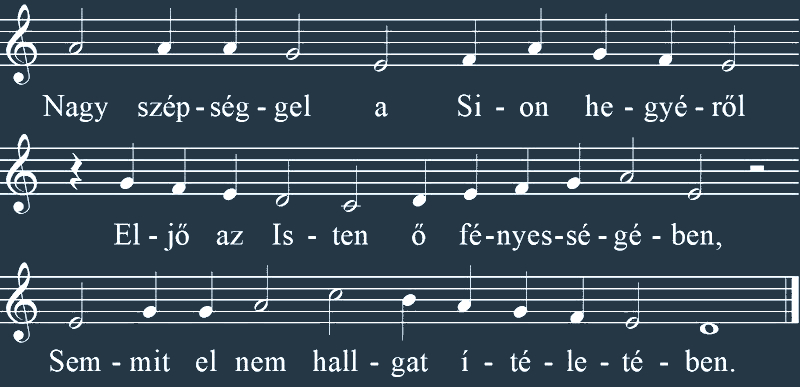 Nagy szép - ség - gel a Si - on he - gyé - ről
El - jő az Is - ten ő fé - nyes - sé - gé - ben,
Sem - mit el nem hall - gat í - té - le - té - ben.